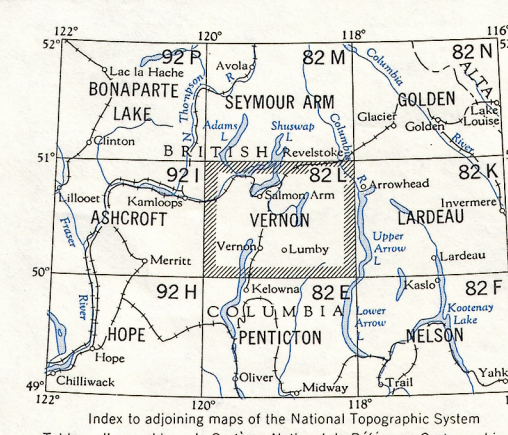 122°
120°
118°
116°
52°
92 P
82 M
82 N
Lac la Hache
Avola
BONAPARTE
LAKE
N Thompson
R
SEYMOUR ARM
Columbia
ALTA
GOLDEN
Lake
Louise
Glacier
Golden
River
Adams
L
Shuswap
L
Columbia
Clinton
BRITISH
Revelstoke
51°
92 I
82 L
82 K
Lillooet
Kamloops
Salmon Arm
R
Arrowhead
Invermere
ASHCROFT
VERNON
LARDEAU
Fraser
Vernon
Lumby
Upper
Arrow
L
Merritt
Lardeau
50°
92 H
Kelowna
82 E
Kaslo
82 F
River
COLUMBIA
Lower
Arrow
L
Kootenay
Lake
HOPE
PENTICTON
NELSON
Hope
Chilliwack
Oliver
Midway
Trail
Yahk
49°
122°
120°
118°
Index to adjoining maps of the National Topographic System